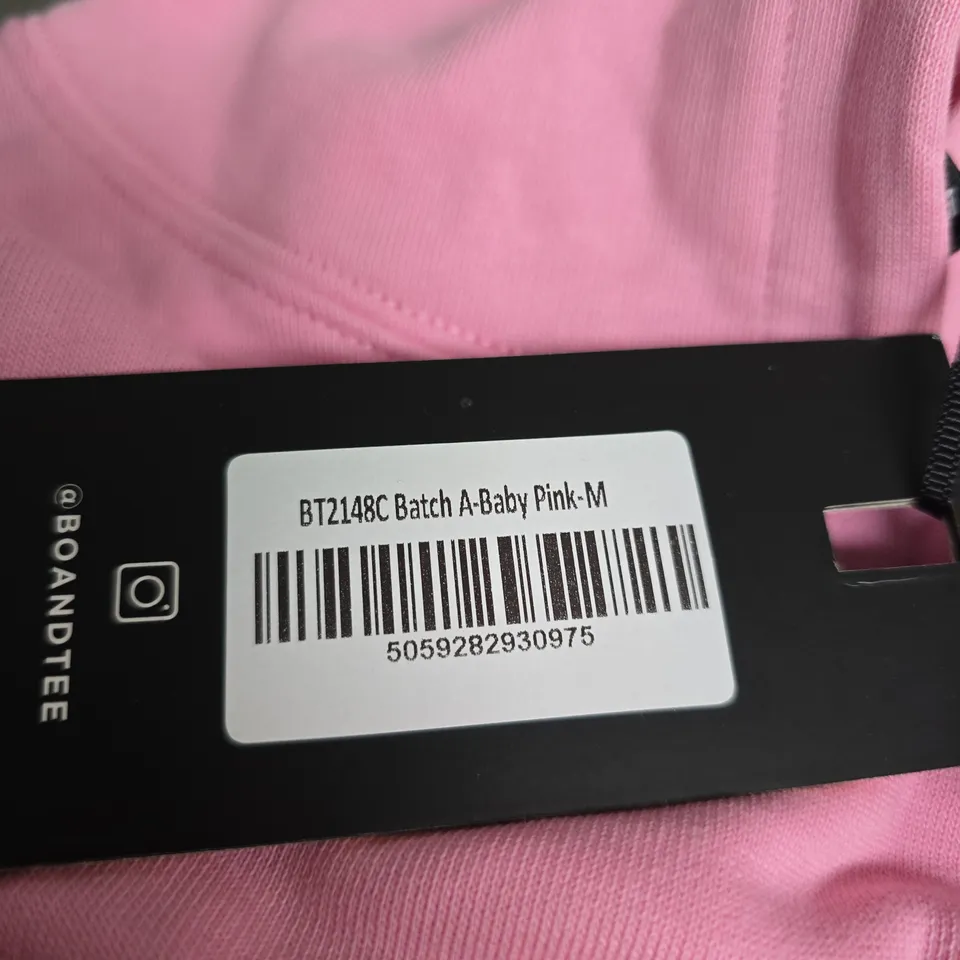 BT2148C Batch A-Baby Pink-M
5059282930975
@BOANDTEE